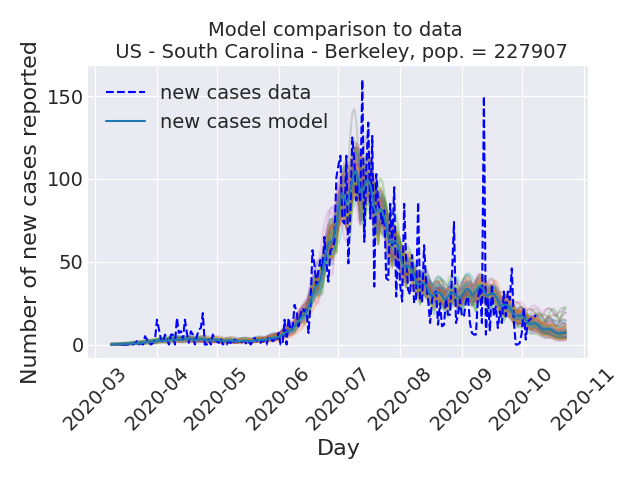 Model comparison to data
US - South Carolina - Berkeley, pop. = 227907
Number of new cases reported
150
100
50
0
new cases data
new cases model
2020-03
2020-04
2020-05
2020-06
2020-07
2020-08
2020-09
2020-10
2020-11
Day